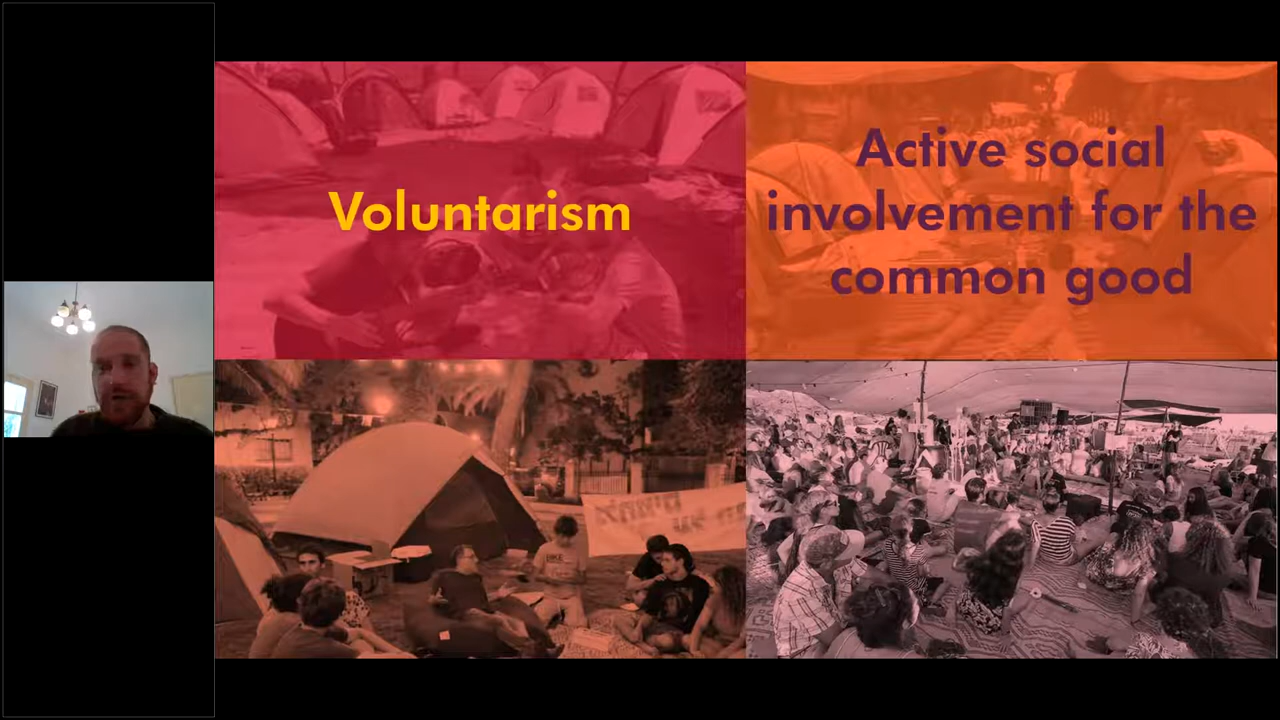 Voluntarism
Active social
involvement for the
common good